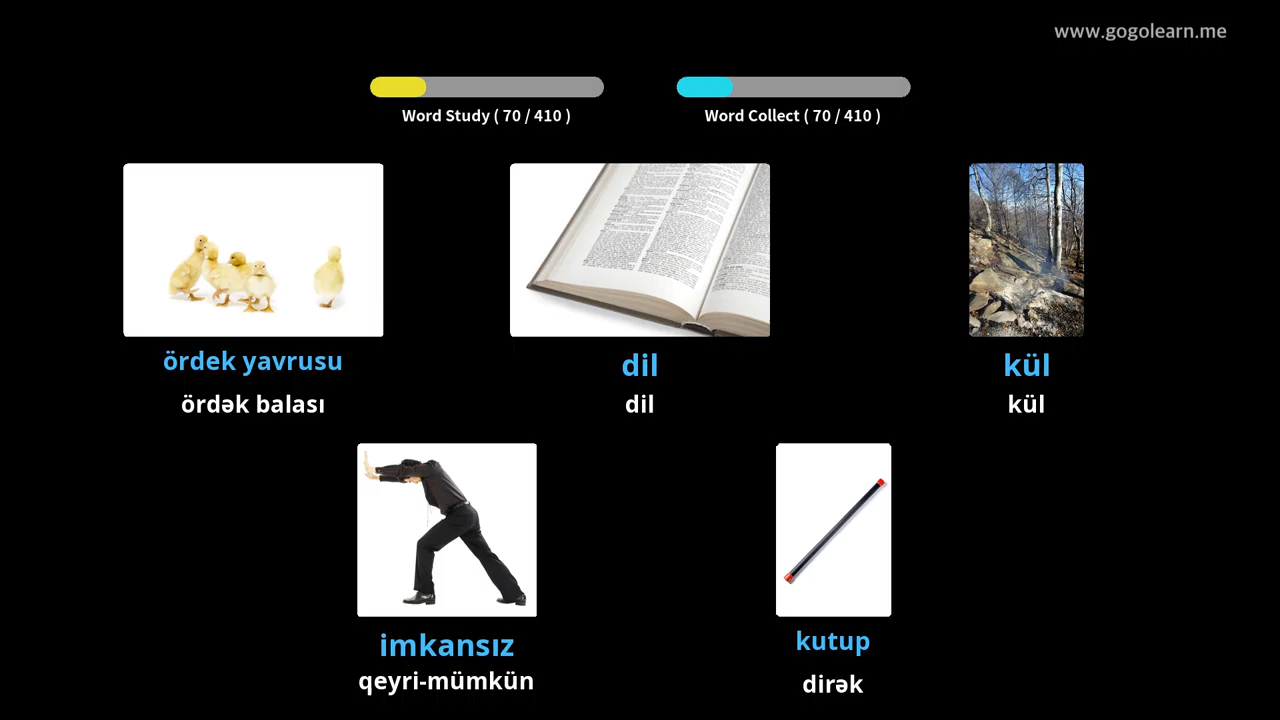 www.gogolearn.me
Word Study ( 70 / 410 )
Word Collect ( 70 / 410 )
ördek yavrusu
ördək balası
dil
dil
kül
kül
imkansız
qeyri-mümkün
kutup
dirək